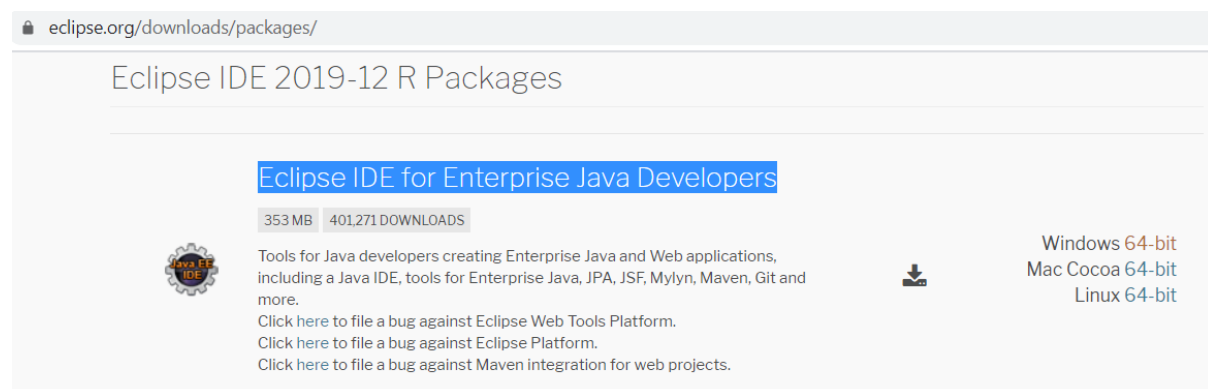 eclipse.org/downloads/packages/
Eclipse IDE 2019-12 R Packages
Eclipse IDE for Enterprise Java Developers
353 MB 401,271 DOWNLOADS
Java EE
IDE
Tools for Java developers creating Enterprise Java and Web applications,
including a Java IDE, tools for Enterprise Java, JPA, JSF, Mylyn, Maven, Git and
more.
Click here to file a bug against Eclipse Web Tools Platform.
Click here to file a bug against Eclipse Platform.
Click here to file a bug against Maven integration for web projects.
Windows 64-bit
Mac Cocoa 64-bit
Linux 64-bit